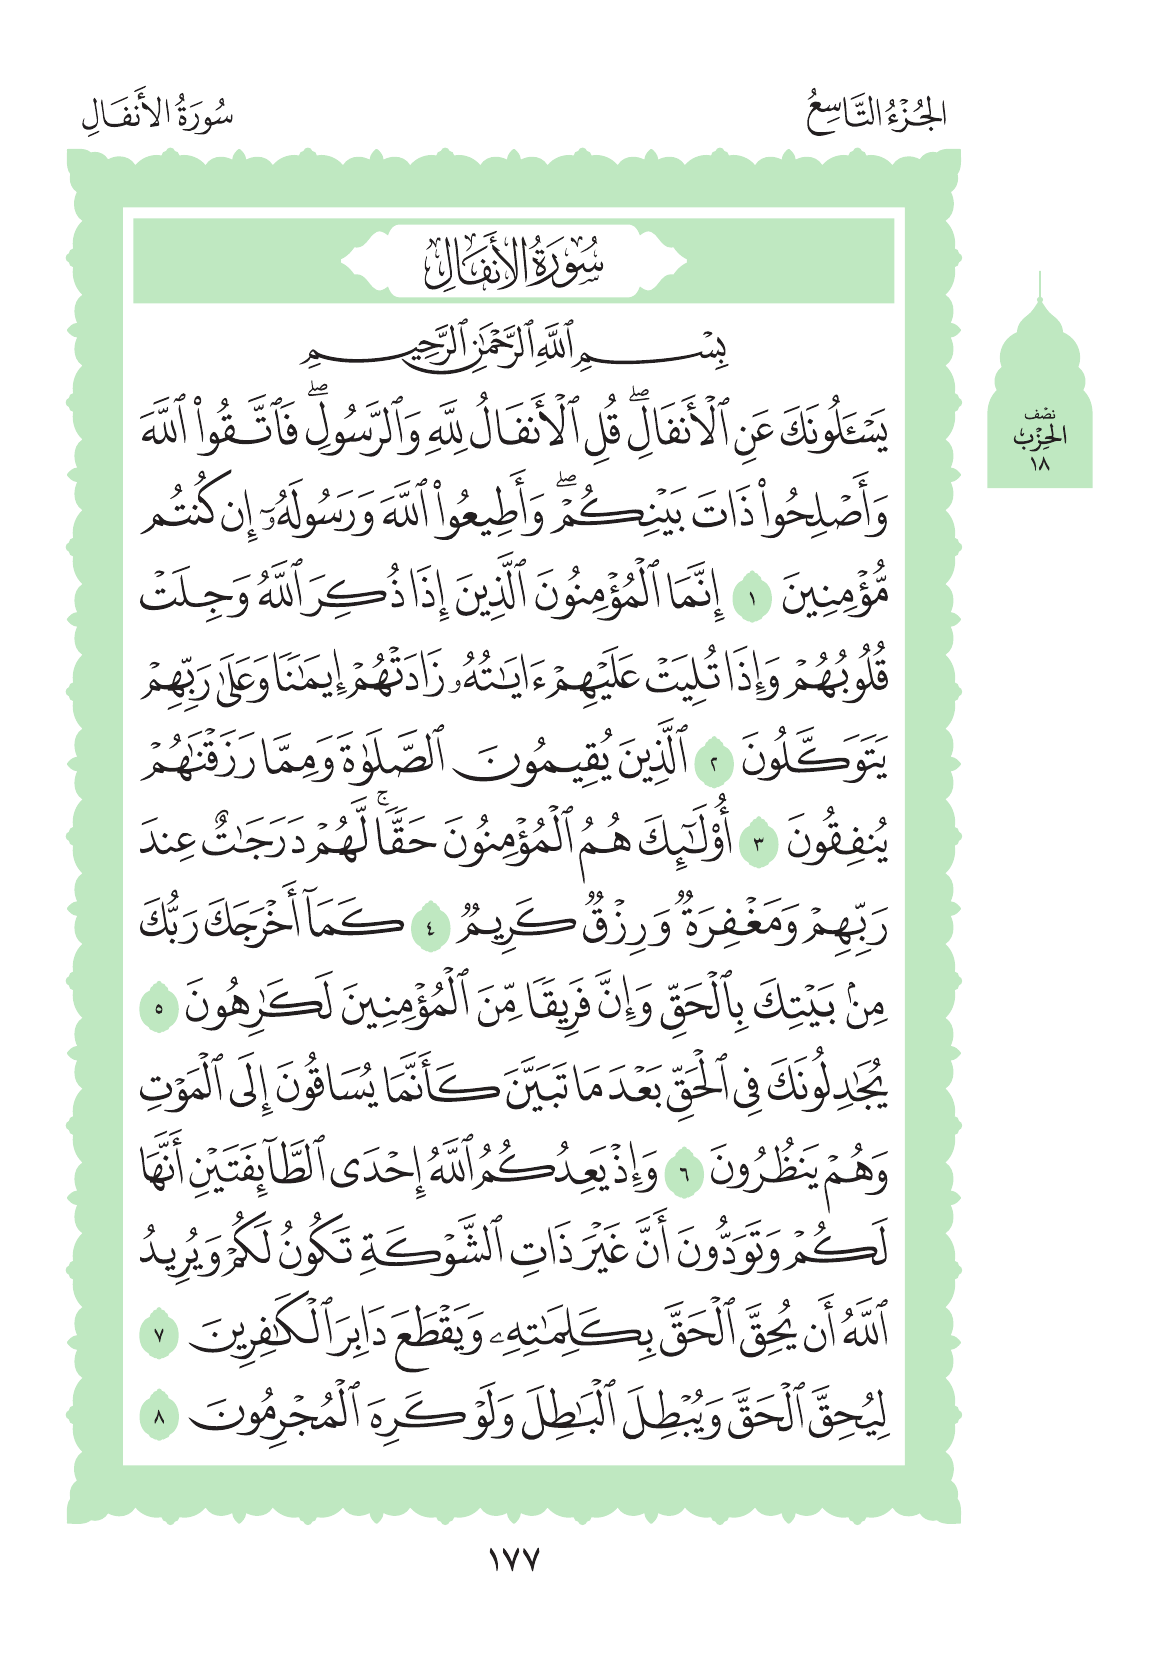 الجُزْءُ التَّاسِعُ
سُورَةُ الأَنفَالِ
نصْف
الحِزْب
١٨
سُورَةُ الأَنفَالِ
بِسْمِ ٱللَّهِ ٱلرَّحْمَٰنِ ٱلرَّحِيمِ
يَسْـَٔلُونَكَ عَنِ ٱلْأَنفَالِۖ قُلِ ٱلْأَنفَالُ لِلَّهِ وَٱلرَّسُولِۖ فَٱتَّقُوا۟ ٱللَّهَ
وَأَصْلِحُوا۟ ذَاتَ بَيْنِكُمْۖ وَأَطِيعُوا۟ ٱللَّهَ وَرَسُولَهُۥٓ إِن كُنتُم
مُّؤْمِنِينَ ١ إِنَّمَا ٱلْمُؤْمِنُونَ ٱلَّذِينَ إِذَا ذُكِرَ ٱللَّهُ وَجِلَتْ
قُلُوبُهُمْ وَإِذَا تُلِيَتْ عَلَيْهِمْ ءَايَٰتُهُۥ زَادَتْهُمْ إِيمَٰنًا وَعَلَىٰ رَبِّهِمْ
يَتَوَكَّلُونَ ٢ ٱلَّذِينَ يُقِيمُونَ ٱلصَّلَوٰةَ وَمِمَّا رَزَقْنَٰهُمْ
يُنفِقُونَ ٣ أُو۟لَٰٓئِكَ هُمُ ٱلْمُؤْمِنُونَ حَقًّاۚ لَّهُمْ دَرَجَٰتٌ عِندَ
رَبِّهِمْ وَمَغْفِرَةٌ وَرِزْقٌ كَرِيمٌ ٤ كَمَآ أَخْرَجَكَ رَبُّكَ
مِنۢ بَيْتِكَ بِٱلْحَقِّ وَإِنَّ فَرِيقًا مِّنَ ٱلْمُؤْمِنِينَ لَكَٰرِهُونَ ٥
يُجَٰدِلُونَكَ فِى ٱلْحَقِّ بَعْدَ مَا تَبَيَّنَ كَأَنَّمَا يُسَاقُونَ إِلَى ٱلْمَوْتِ
وَهُمْ يَنظُرُونَ ٦ وَإِذْ يَعِدُكُمُ ٱللَّهُ إِحْدَى ٱلطَّآئِفَتَيْنِ أَنَّهَا
لَكُمْ وَتَوَدُّونَ أَنَّ غَيْرَ ذَاتِ ٱلشَّوْكَةِ تَكُونُ لَكُمْ وَيُرِيدُ
ٱللَّهُ أَن يُحِقَّ ٱلْحَقَّ بِكَلِمَٰتِهِۦ وَيَقْطَعَ دَابِرَ ٱلْكَٰفِرِينَ ٧
لِيُحِقَّ ٱلْحَقَّ وَيُبْطِلَ ٱلْبَٰطِلَ وَلَوْ كَرِهَ ٱلْمُجْرِمُونَ ٨
١٧٧